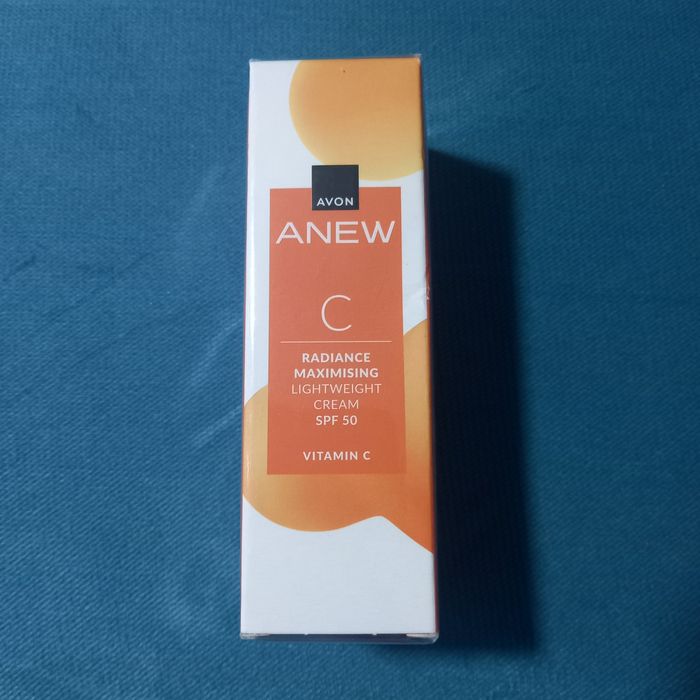 AVON
ANEW
C
RADIANCE
MAXIMISING
LIGHTWEIGHT
CREAM
SPF 50
VITAMIN C